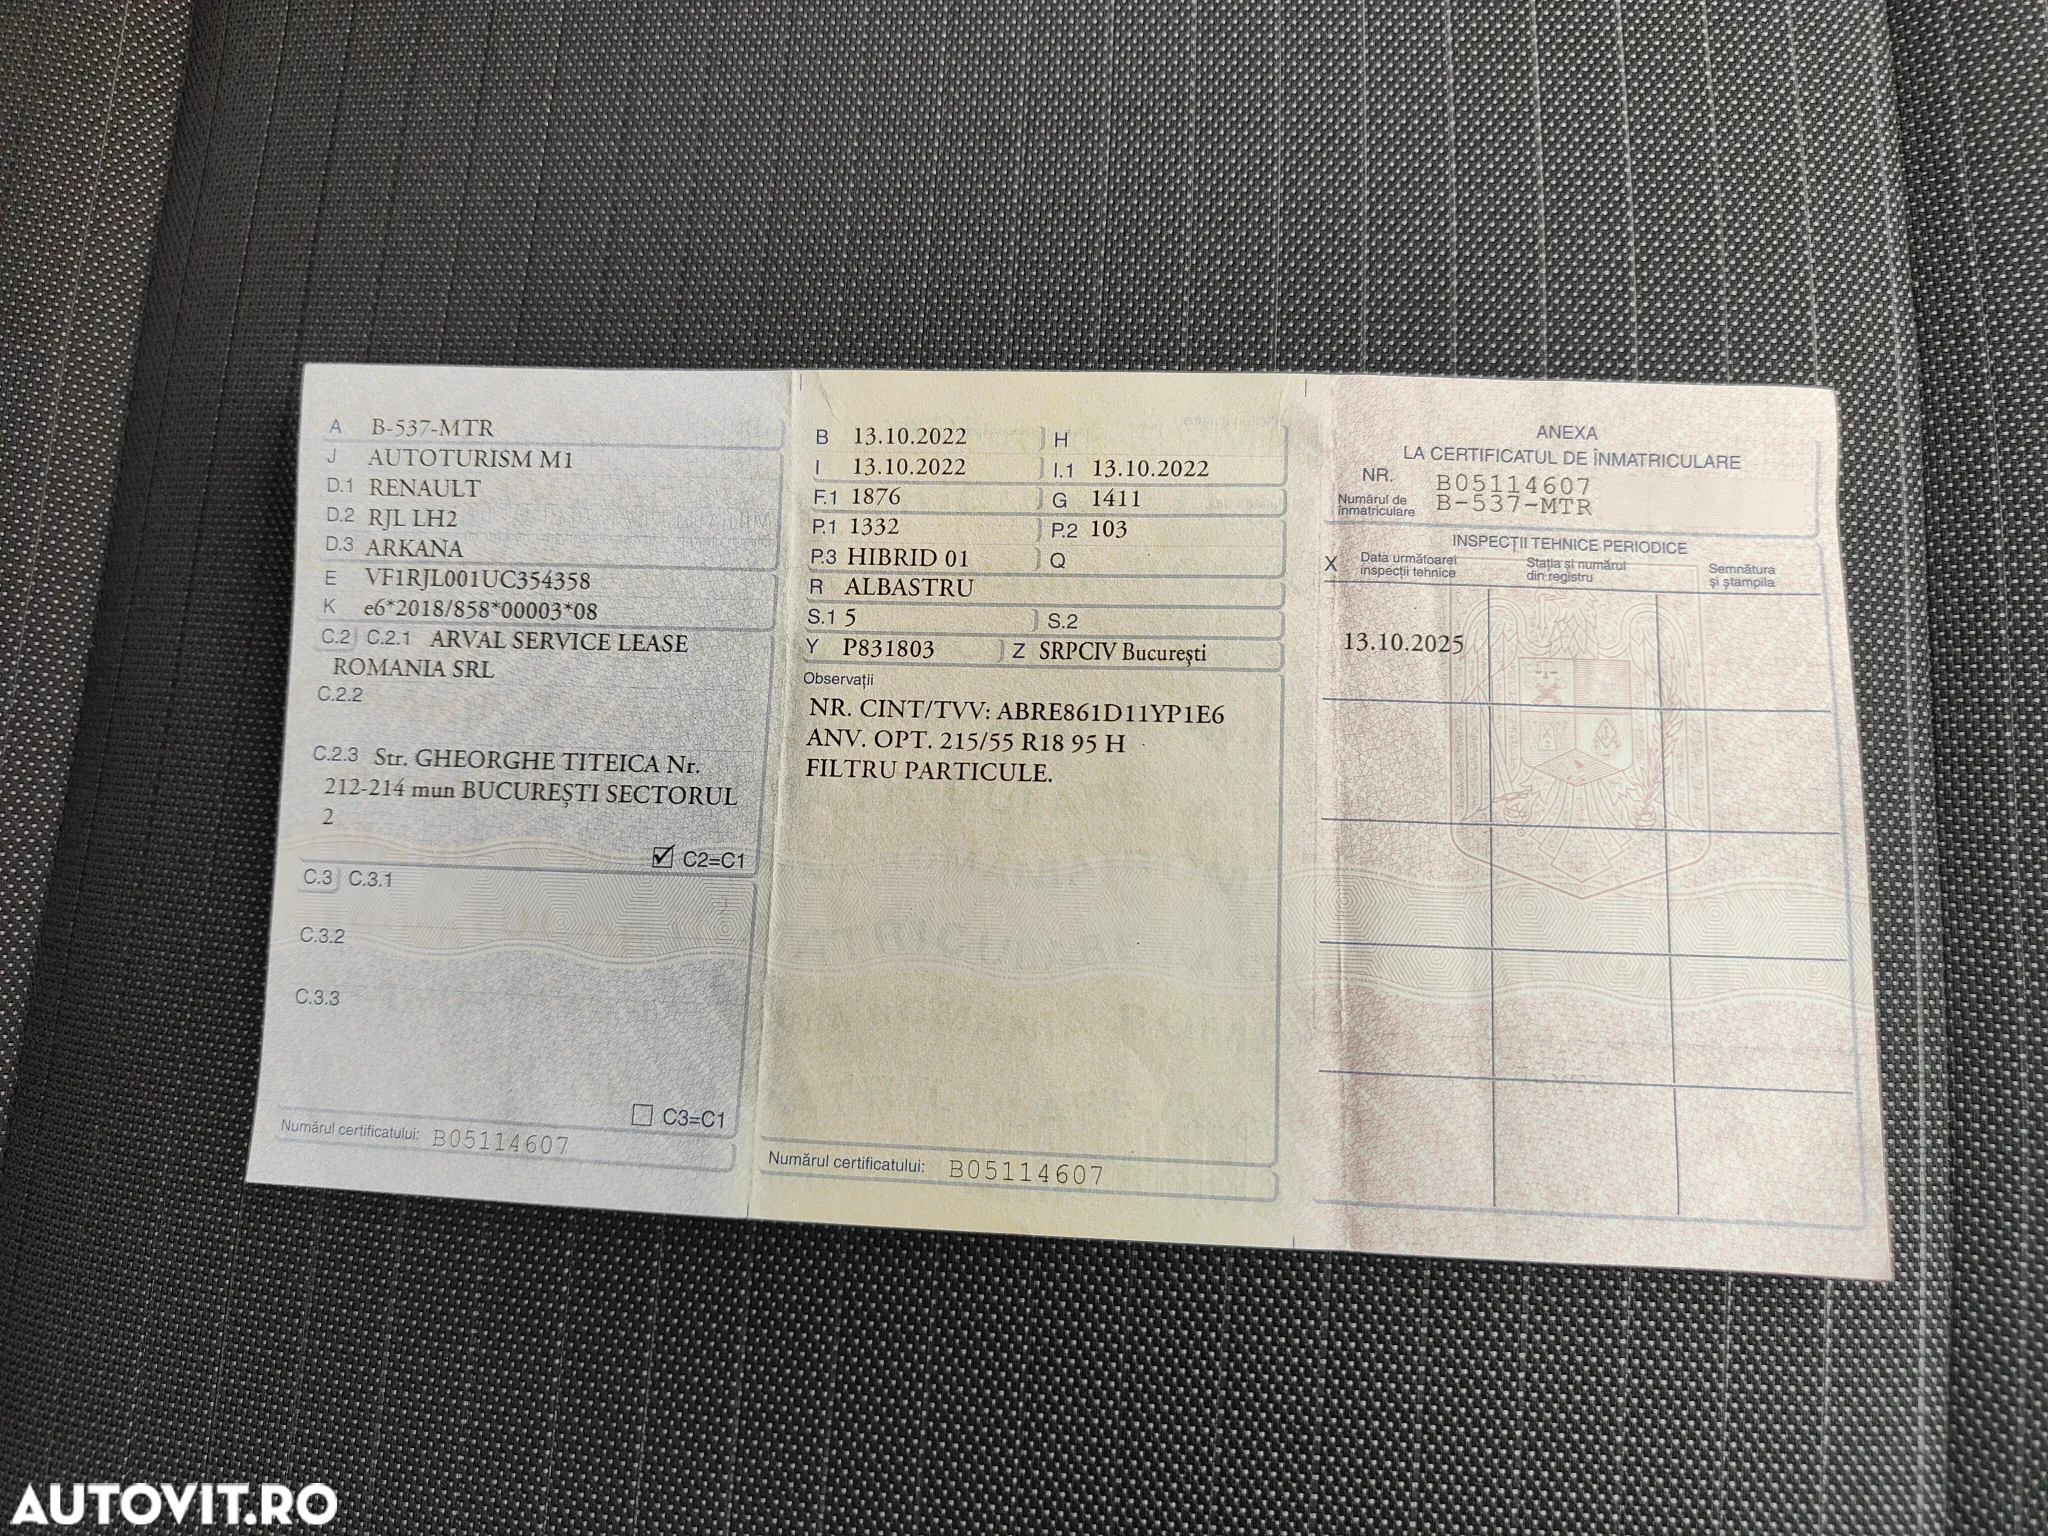 A B-537-MTR
J AUTOTURISM M1
D.1 RENAULT
D.2 RJL LH2
D.3 ARKANA
E VF1RJL001UC354358
K e6*2018/858*00003*08
C.2 C.2.1 ARVAL SERVICE LEASE
ROMANIA SRL
C.2.2
C.2.3 Str. GHEORGHE TITEICA Nr.
212-214 mun BUCUREȘTI SECTORUL
2
C2=C1
C.3 C.3.1
C.3.2
C.3.3
C3=C1
Numărul certificatului: B05114607
B 13.10.2022 H
I 13.10.2022 I.1 13.10.2022
F.1 1876 G 1411
P.1 1332 P.2 103
P.3 HIBRID 01 Q
R ALBASTRU
S.1 5 S.2
Y P831803 Z SRPCIV București
Observații
NR. CINT/TVV: ABRE861D11YP1E6
ANV. OPT. 215/55 R18 95 H
FILTRU PARTICULE.
Numărul certificatului: B05114607
ANEXA
LA CERTIFICATUL DE ÎNMATRICULARE
NR. B05114607
Numărul de
înmatriculare B-537-MTR
INSPECȚII TEHNICE PERIODICE
X Data următoarei
inspecții tehnice
Stația și numărul
din registru
Semnătura
și ștampila
13.10.2025
AUTOVIT.RO